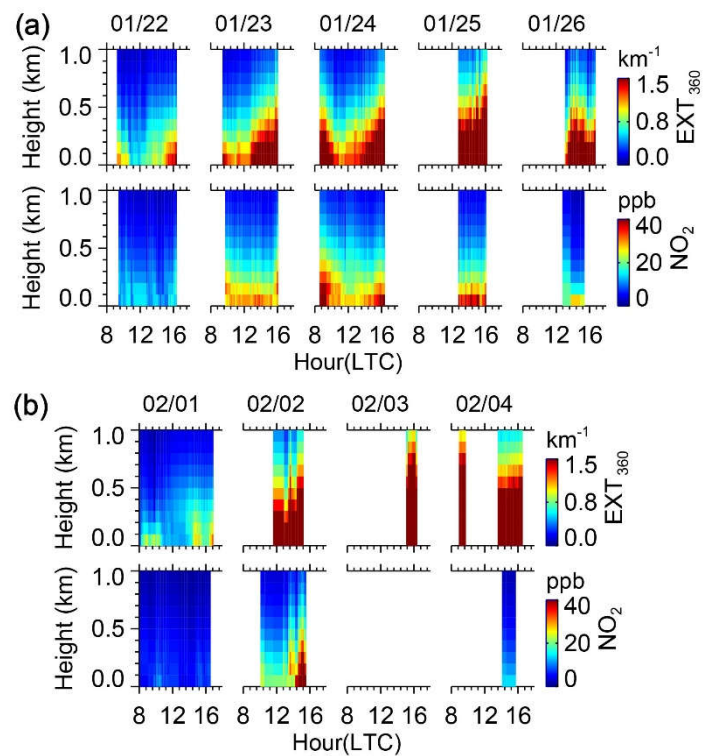 (a) 01/22 01/23 01/24 01/25 01/26
km⁻¹
1.0
0.5
0.0
Height (km)
1.5
0.8
0.0
EXT₃₆₀
ppb
1.0
0.5
0.0
Height (km)
40
20
0
NO₂
8 12 16 8 12 16 8 12 16 8 12 16 8 12 16
Hour(LTC)
(b) 02/01 02/02 02/03 02/04
km⁻¹
1.0
0.5
0.0
Height (km)
1.5
0.8
0.0
EXT₃₆₀
ppb
1.0
0.5
0.0
Height (km)
40
20
0
NO₂
8 12 16 8 12 16 8 12 16 8 12 16
Hour(LTC)